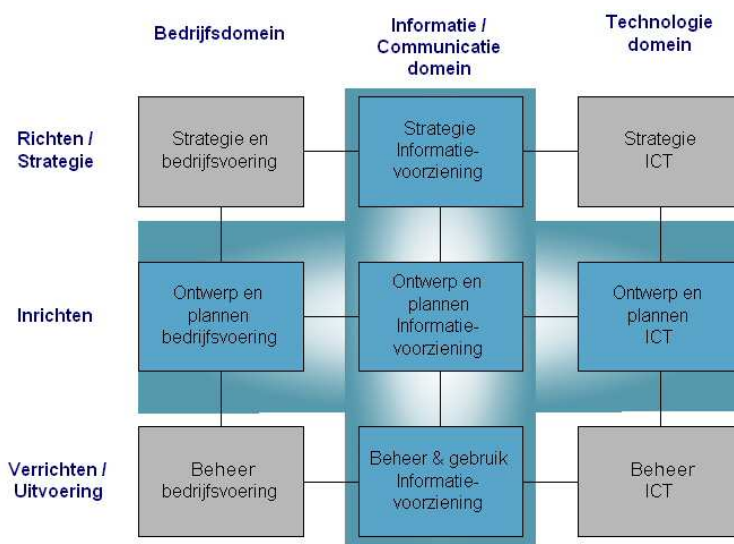 Bedrijfsdomein
Informatie /
Communicatie
domein
Technologie
domein
Richten /
Strategie
Strategie en
bedrijfsvoering
Strategie
Informatie-
voorziening
Strategie
ICT
Inrichten
Ontwerp en
plannen
bedrijfsvoering
Ontwerp en
plannen
Informatie-
voorziening
Ontwerp en
plannen
ICT
Verrichten /
Uitvoering
Beheer
bedrijfsvoering
Beheer & gebruik
Informatie-
voorziening
Beheer
ICT